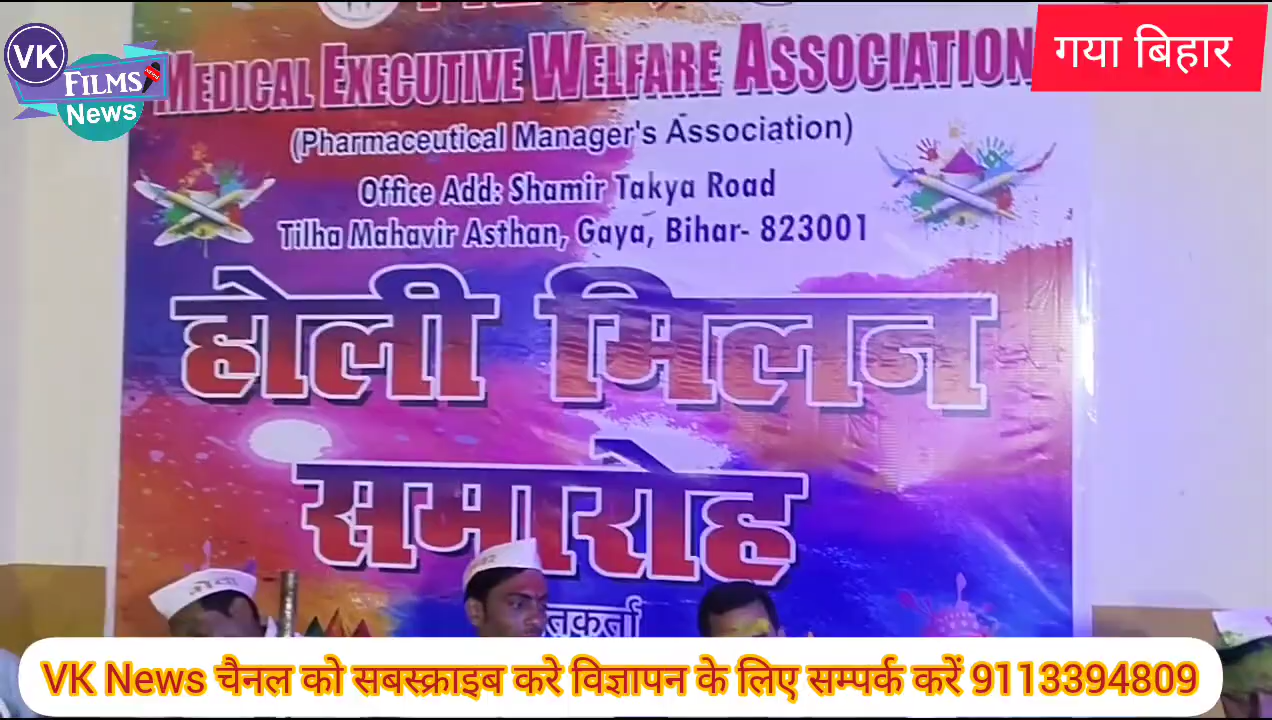 VK
FILMS
News
गया बिहार
MEDICAL EXECUTIVE WELFARE ASSOCIATION
(Pharmaceutical Manager's Association)
Office Add: Shamir Takya Road
Tilha Mahavir Asthan, Gaya, Bihar- 823001
होली मिलन
समारोह
VK News चैनल को सबस्क्राइब करे विज्ञापन के लिए सम्पर्क करें 9113394809